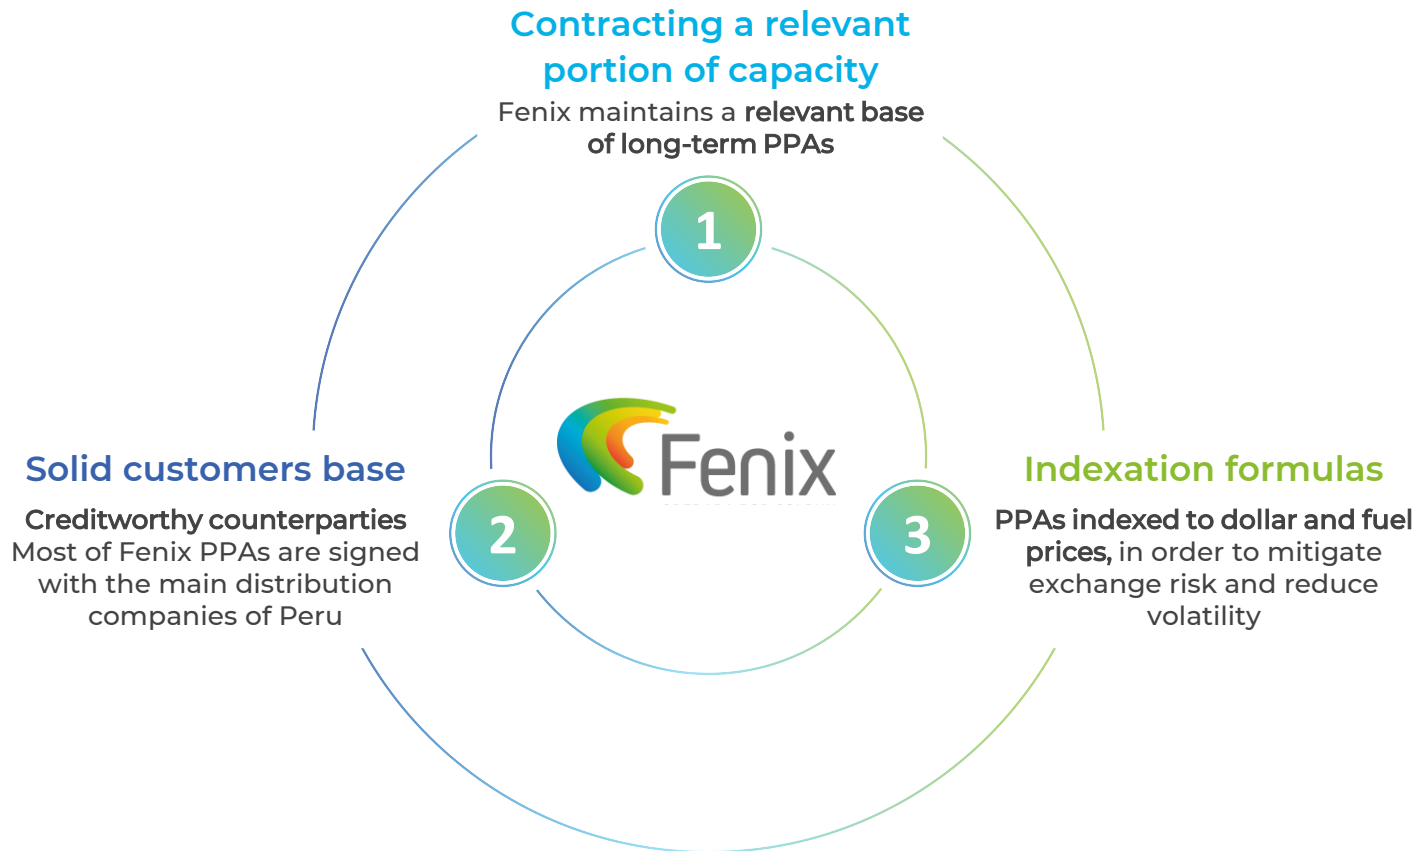 Contracting a relevant
portion of capacity
Fenix maintains a relevant base
of long-term PPAs
1
Fenix
Solid customers base
Creditworthy counterparties
Most of Fenix PPAs are signed
with the main distribution
companies of Peru
2
3
Indexation formulas
PPAs indexed to dollar and fuel
prices, in order to mitigate
exchange risk and reduce
volatility